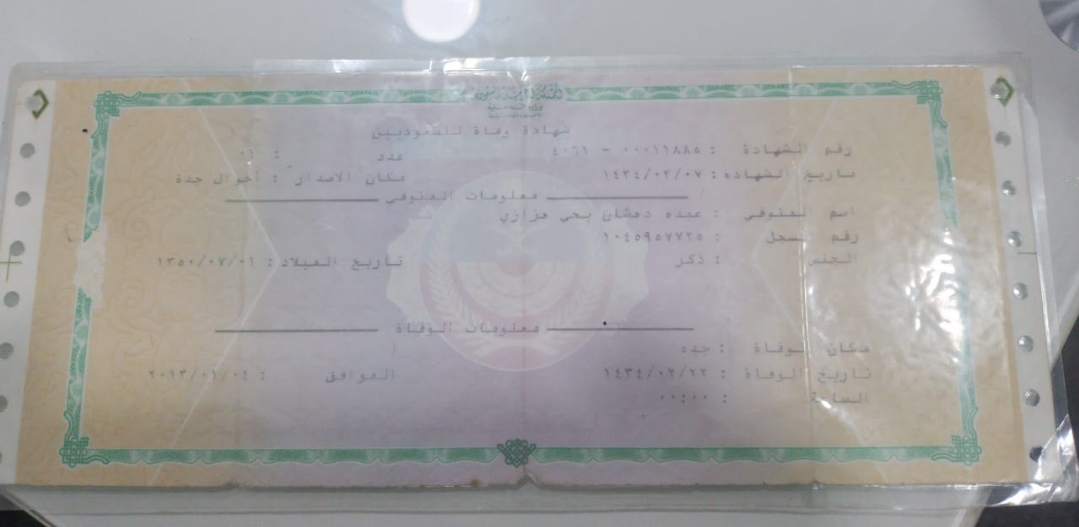 شهادة وفاة للسعوديين
رقم الشهادة : ٠٠٠١١٨٨٥ - ٤٠٦١ عدد : ٠١
تاريخ الشهادة : ١٤٣٤/٠٣/٠٧ مكان الاصدار : أحوال جدة
معلومات المتوفى
اسم المتوفى : عبده دهشان يحي هزازي
رقم السجل : ١٠٤٥٩٥٧٧٢٥
الجنس : ذكر تاريخ الميلاد : ١٣٥٠/٠٧/٠١
معلومات الوفاة
مكان الوفاة : جده
تاريخ الوفاة : ١٤٣٤/٠٢/٢٢ الموافق : ٢٠١٣/٠١/٠٤
الساعة : ٠٠:٠٠